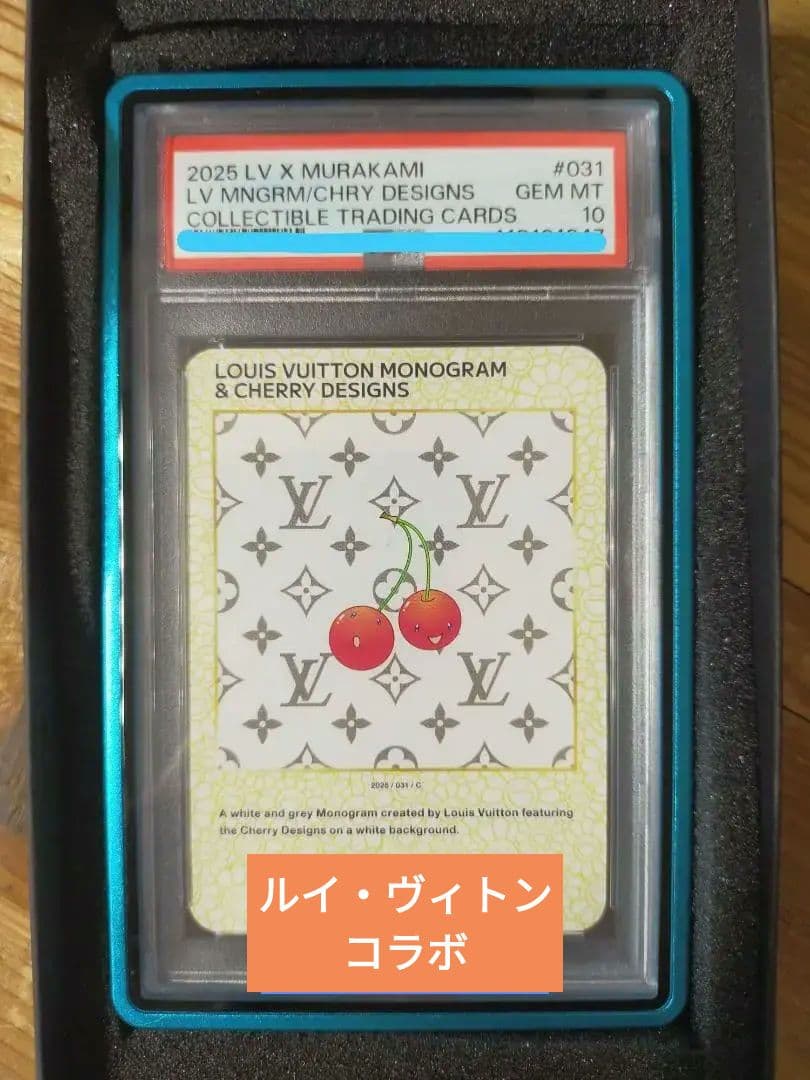 2025 LV X MURAKAMI #031
LV MNGRM/CHRY DESIGNS GEM MT
COLLECTIBLE TRADING CARDS 10
LOUIS VUITTON MONOGRAM
& CHERRY DESIGNS
2025 / 031 / C
A white and grey Monogram created by Louis Vuitton featuring
the Cherry Designs on a white background.
ルイ・ヴィトン
コラボ